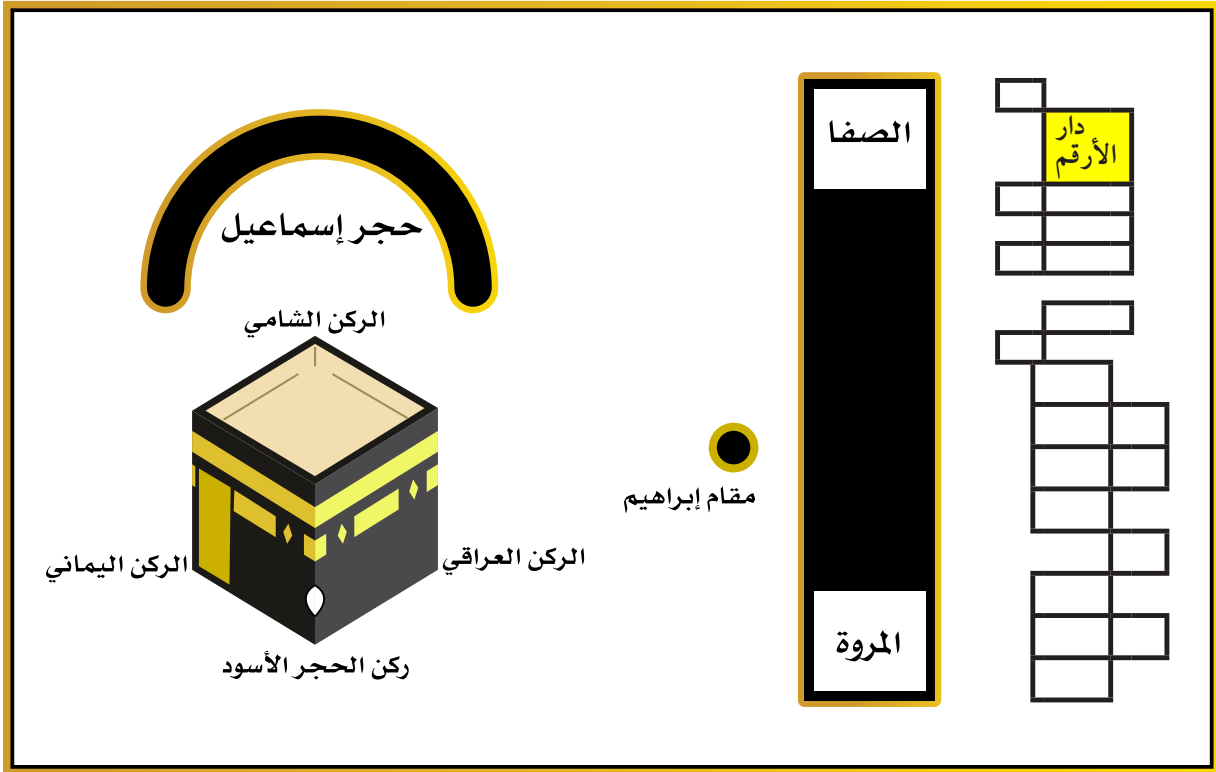 الصفا
دار
الأرقم
حجر إسماعيل
الركن الشامي
مقام إبراهيم
الركن العراقي
الركن اليماني
المروة
ركن الحجر الأسود